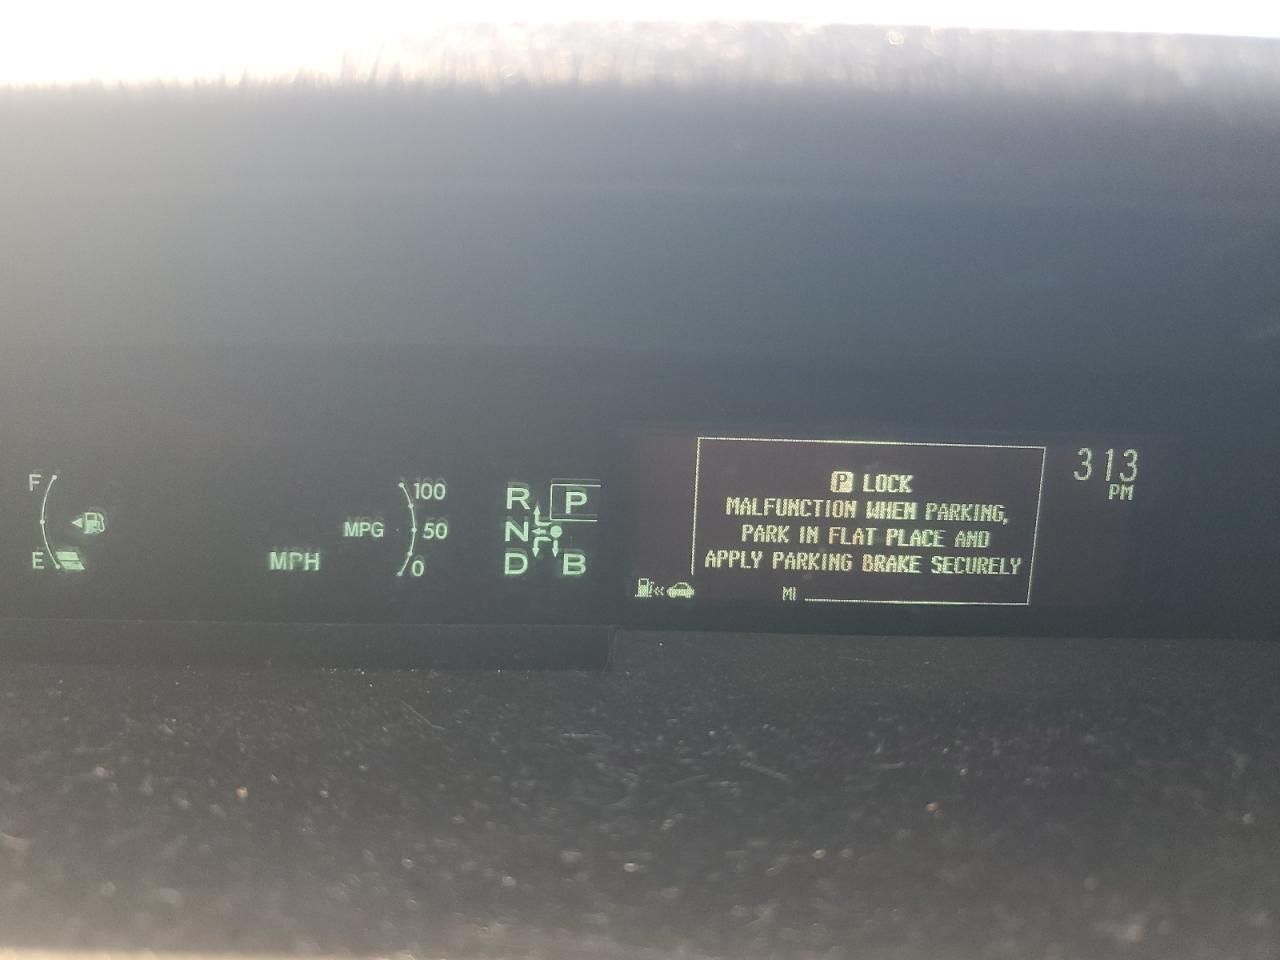 F
E
MPH
MPG
100
50
0
R P
N
D B
P LOCK
MALFUNCTION WHEN PARKING,
PARK IN FLAT PLACE AND
APPLY PARKING BRAKE SECURELY
MI
313
PM